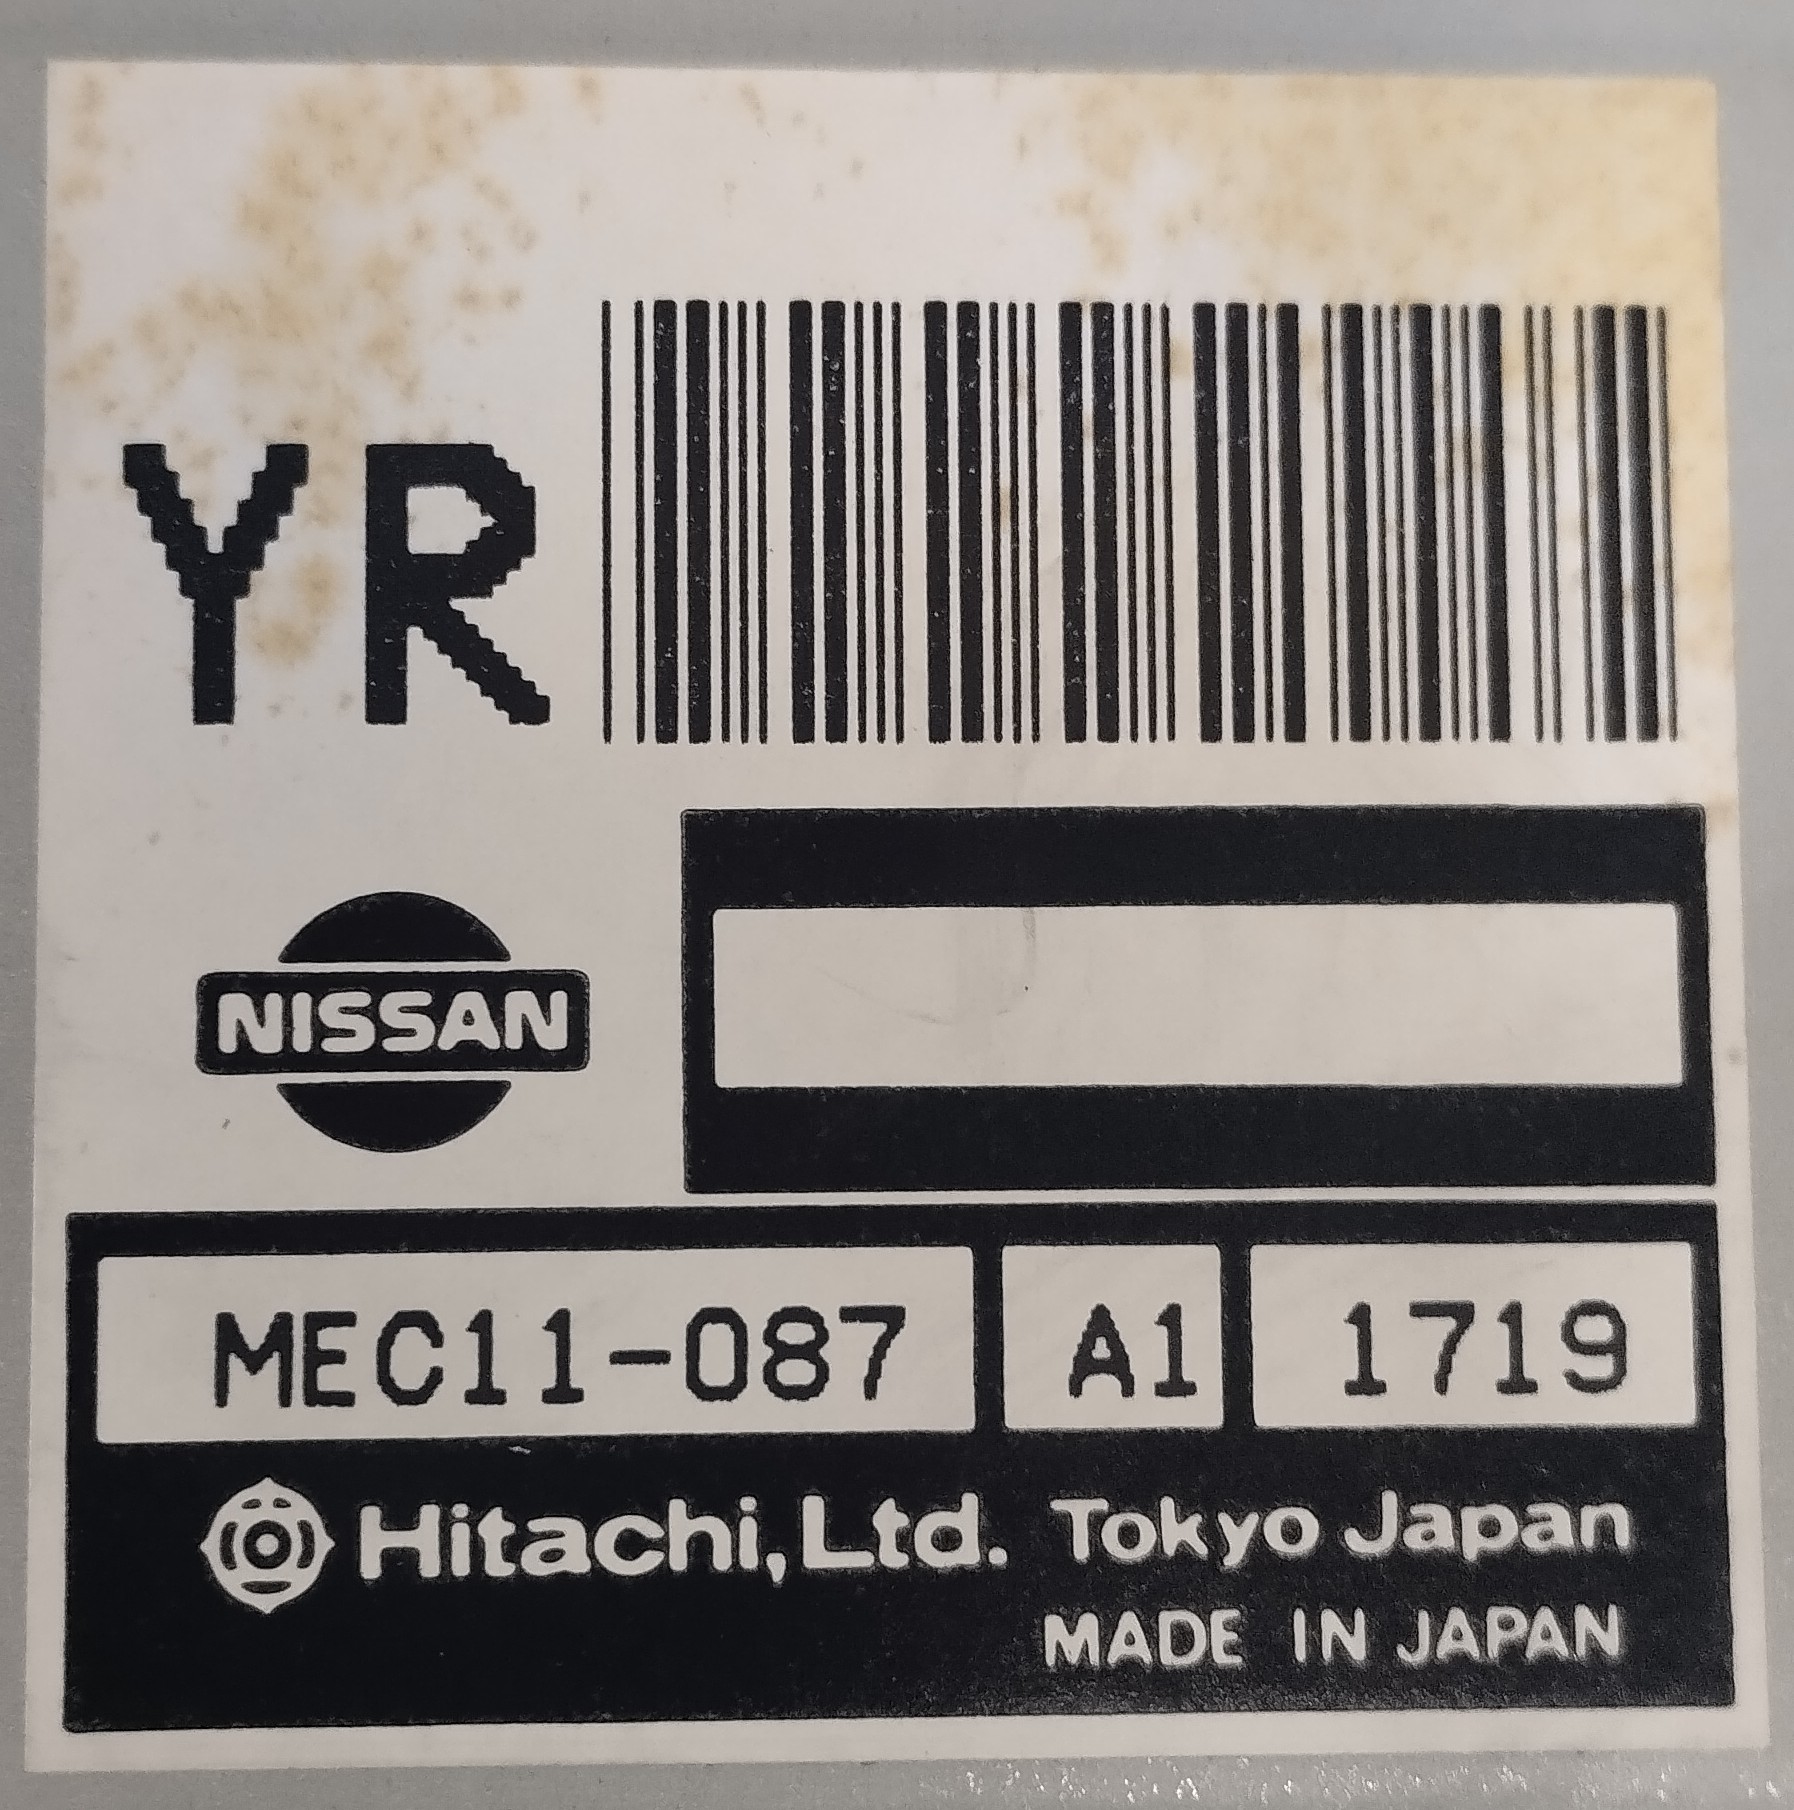 YR
NISSAN
MEC11-087 A1 1719
Hitachi, Ltd. Tokyo Japan
MADE IN JAPAN